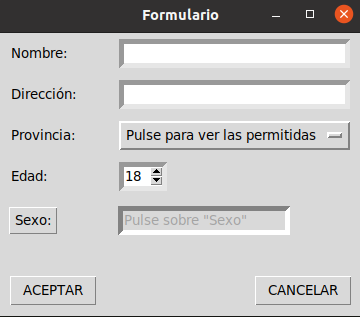 Formulario
Nombre:
Dirección:
Provincia: Pulse para ver las permitidas
Edad: 18
Sexo: Pulse sobre "Sexo"
ACEPTAR CANCELAR